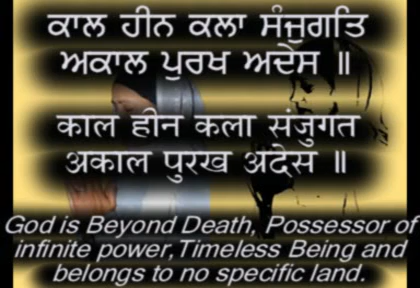 ਕਾਲ ਹੀਨ ਕਲਾ ਸੰਜੁਗਤਿ
ਅਕਾਲ ਪੁਰਖ ਅਦੇਸ ॥
काल हीन कला संजुगत
अकाल पुरख अदेस ॥
God is Beyond Death, Possessor of
infinite power, Timeless Being and
belongs to no specific land.